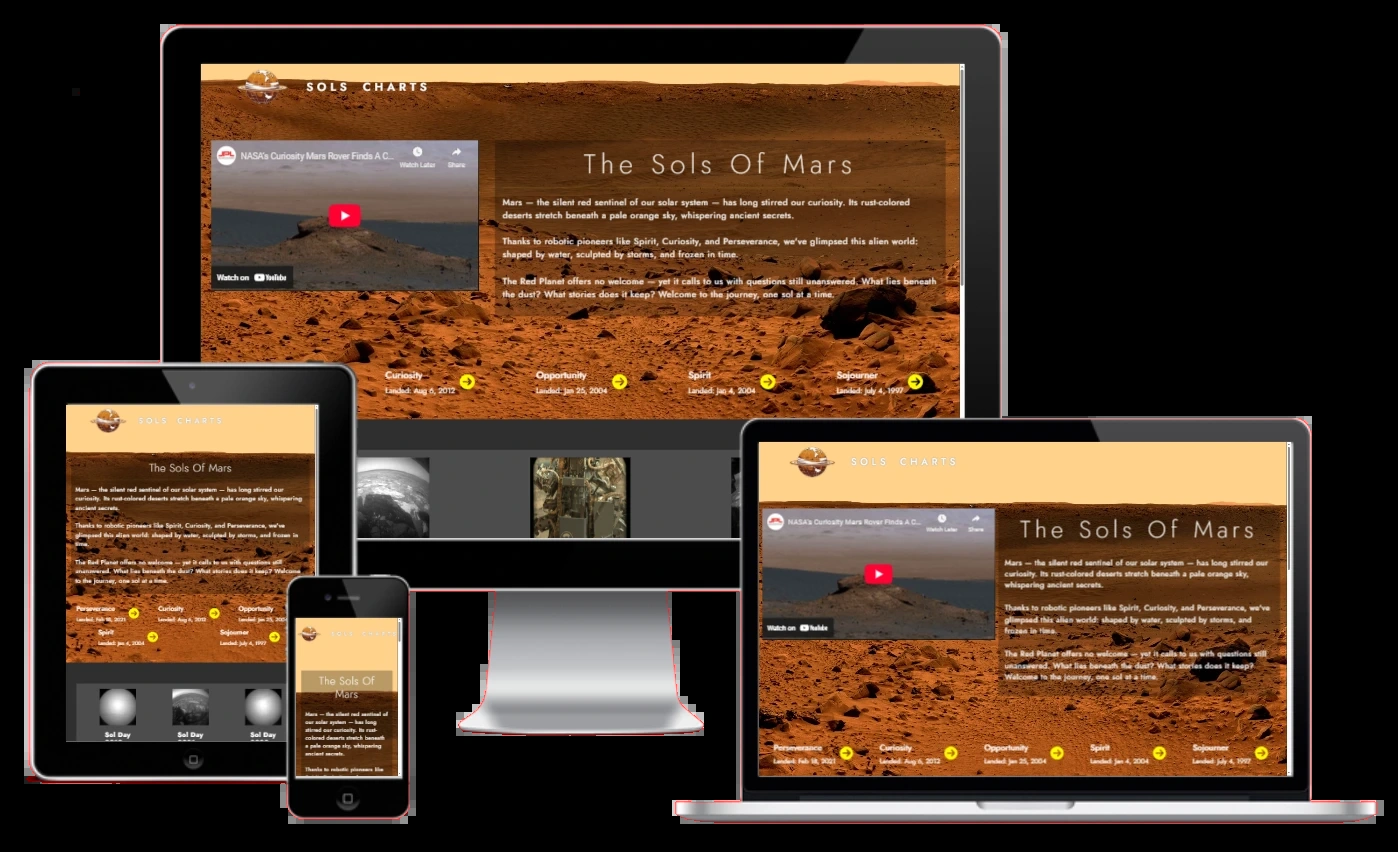 SOLS CHARTS
NASA's Curiosity Mars Rover Finds A C...
Watch Later
Share
Watch on YouTube
The Sols Of Mars
Mars — the silent red sentinel of our solar system — has long stirred our curiosity. Its rust-colored
deserts stretch beneath a pale orange sky, whispering ancient secrets.
Thanks to robotic pioneers like Spirit, Curiosity, and Perseverance, we've glimpsed this alien world:
shaped by water, sculpted by storms, and frozen in time.
The Red Planet offers no welcome — yet it calls to us with questions still unanswered. What lies beneath
the dust? What stories does it keep? Welcome to the journey, one sol at a time.
Curiosity
Landed: Aug 6, 2012
Opportunity
Landed: Jan 25, 2004
Spirit
Landed: Jan 4, 2004
Sojourner
Landed: July 4, 1997
SOLS CHARTS
The Sols Of Mars
Mars — the silent red sentinel of our solar system — has long stirred our
curiosity. Its rust-colored deserts stretch beneath a pale orange sky, whispering
ancient secrets.
Thanks to robotic pioneers like Spirit, Curiosity, and Perseverance, we've
glimpsed this alien world: shaped by water, sculpted by storms, and frozen in
time.
The Red Planet offers no welcome — yet it calls to us with questions still
unanswered. What lies beneath the dust? What stories does it keep? Welcome
to the journey, one sol at a time.
Perseverance
Landed: Feb 18, 2021
Curiosity
Landed: Aug 6, 2012
Opportunity
Landed: Jan 25, 200
Spirit
Landed: Jan 4, 2004
Sojourner
Landed: July 4, 1997
Sol Day
Sol Day
Sol Day
SOLS CHARTS
The Sols Of
Mars
Mars — the silent red sentinel of
our solar system — has long stirred
our curiosity. Its rust-
colored deserts stretch beneath
a pale orange sky, whispering
ancient secrets.
Thanks to robotic pioneers like
SOLS CHARTS
NASA's Curiosity Mars Rover Finds A C...
Watch Later
Share
Watch on YouTube
The Sols Of Mars
Mars — the silent red sentinel of our solar system — has long stirred our
curiosity. Its rust-colored deserts stretch beneath a pale orange sky,
whispering ancient secrets.
Thanks to robotic pioneers like Spirit, Curiosity, and Perseverance, we've
glimpsed this alien world: shaped by water, sculpted by storms, and
frozen in time.
The Red Planet offers no welcome — yet it calls to us with questions still
unanswered. What lies beneath the dust? What stories does it keep?
Welcome to the journey, one sol at a time.
Perseverance
Landed: Feb 18, 2021
Curiosity
Landed: Aug 6, 2012
Opportunity
Landed: Jan 25, 2004
Spirit
Landed: Jan 4, 2004
Sojourner
Landed: July 4, 1997